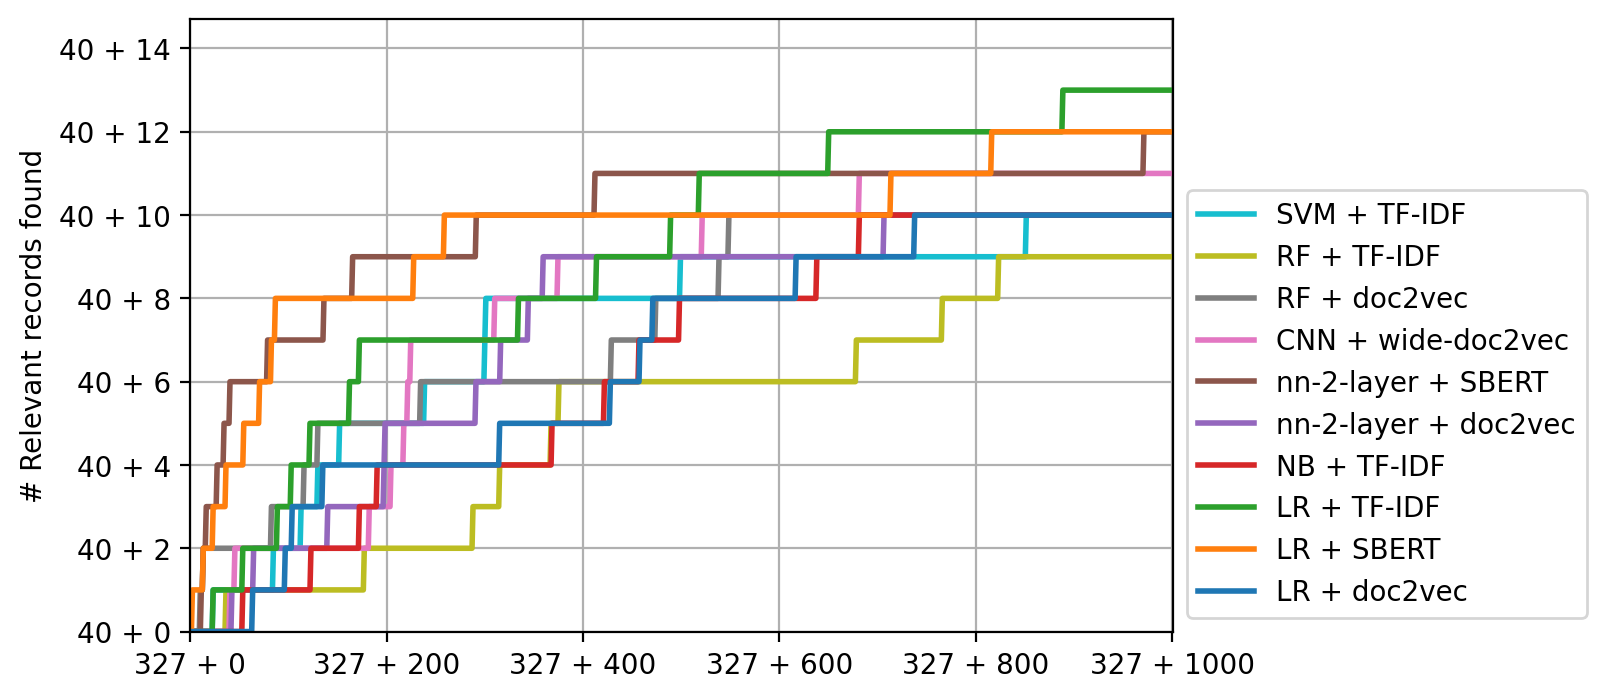 # Relevant records found
40 + 14
40 + 12
40 + 10
40 + 8
40 + 6
40 + 4
40 + 2
40 + 0
327 + 0
327 + 200
327 + 400
327 + 600
327 + 800
327 + 1000
SVM + TF-IDF
RF + TF-IDF
RF + doc2vec
CNN + wide-doc2vec
nn-2-layer + SBERT
nn-2-layer + doc2vec
NB + TF-IDF
LR + TF-IDF
LR + SBERT
LR + doc2vec